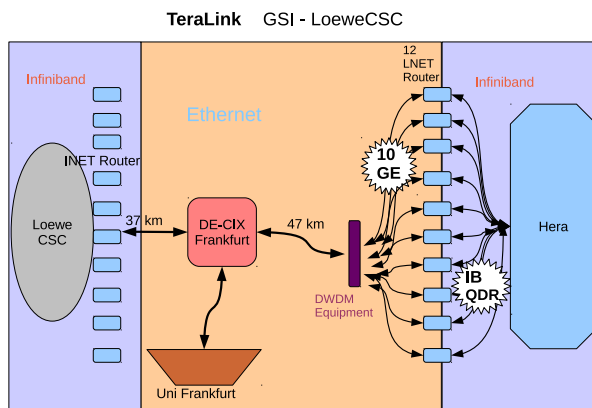 TeraLink GSI - LoeweCSC
12
LNET
Router
Infiniband
Infiniband
Ethernet
10
GE
INET Router
Loewe
CSC
37 km
DE-CIX
Frankfurt
47 km
Hera
IB
QDR
DWDM
Equipment
Uni Frankfurt